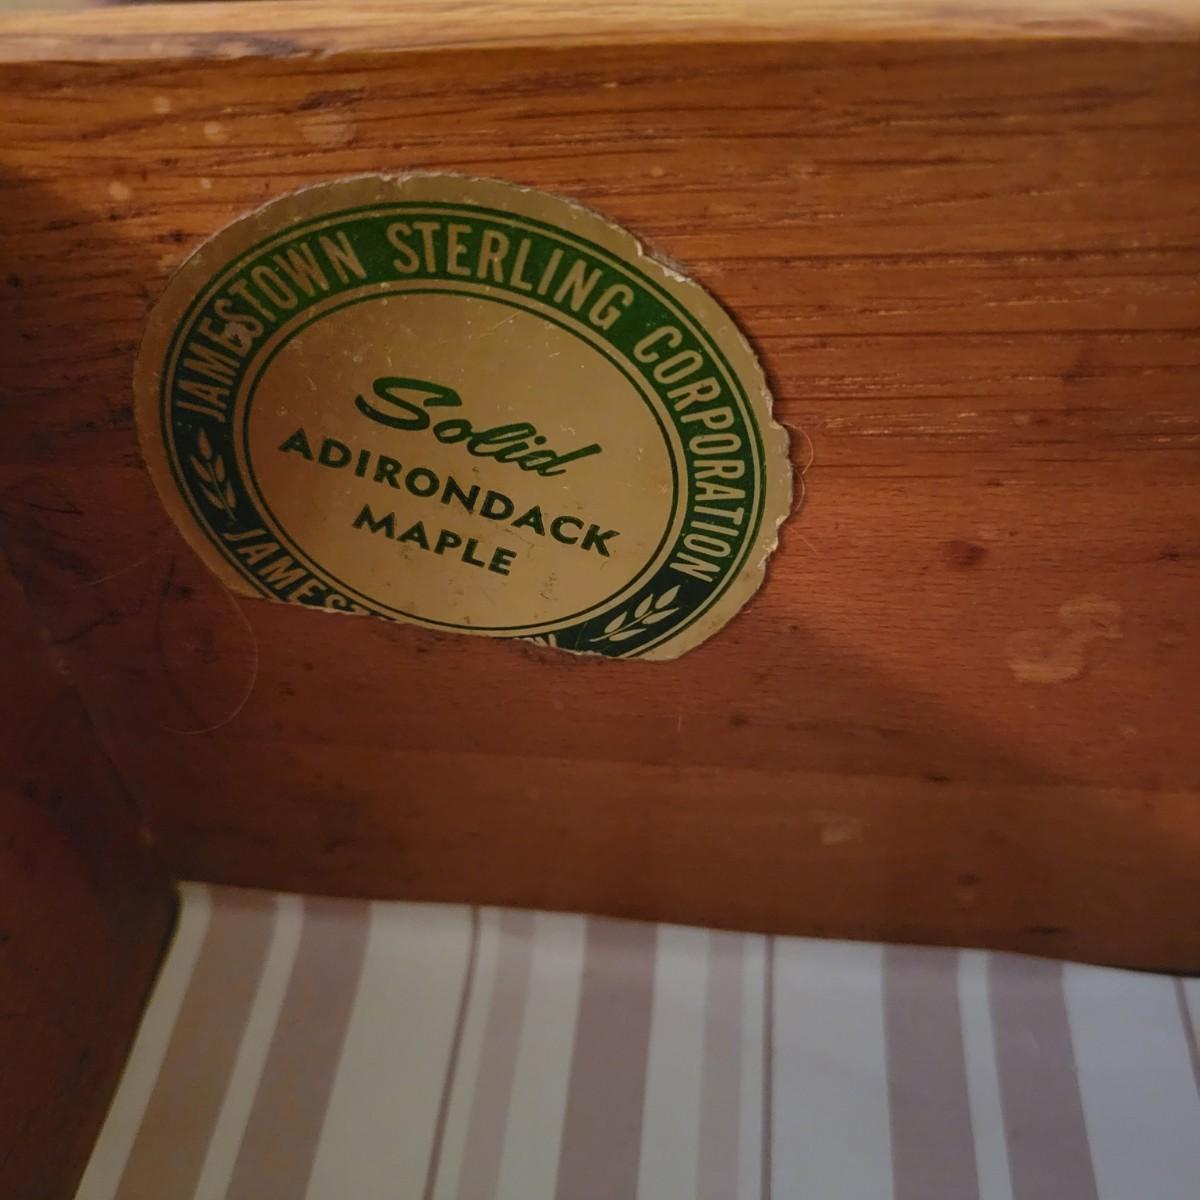 JAMESTOWN STERLING CORPORATION
Solid
ADIRONDACK
MAPLE